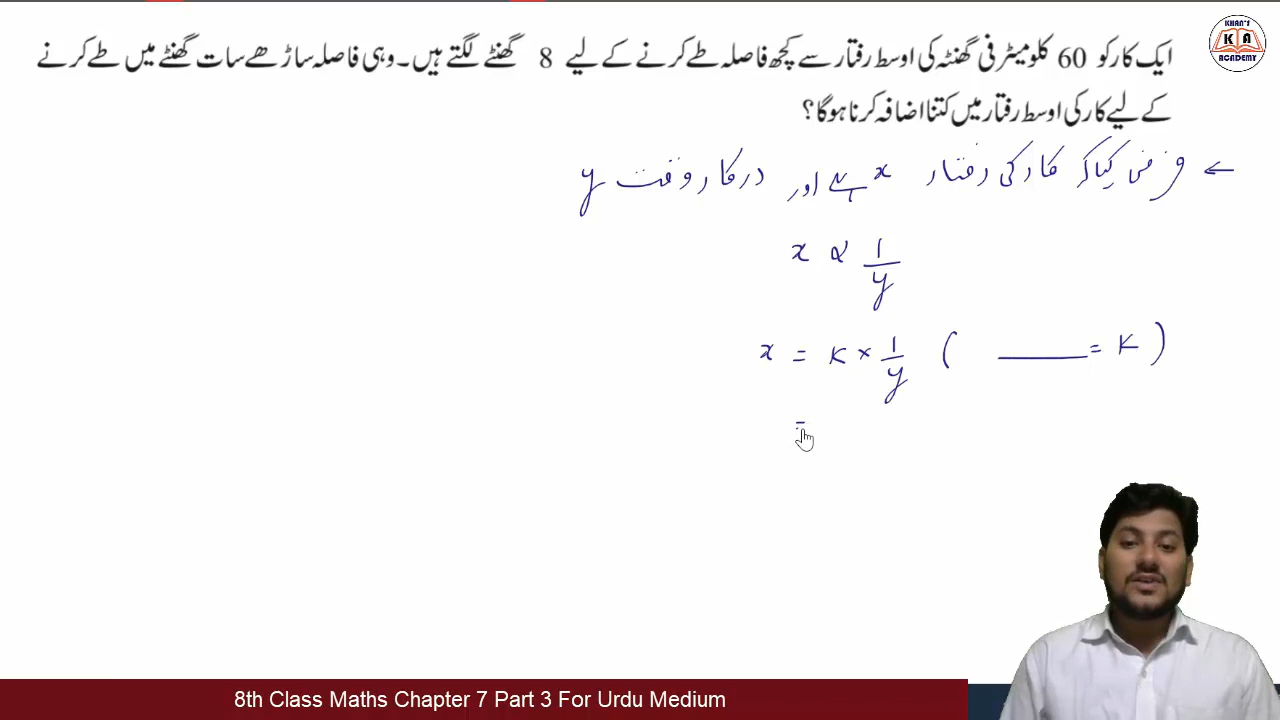 KHAN'S
K A
ACADEMY
ایک کار کو 60 کلومیٹر فی گھنٹہ کی اوسط رفتار سے کچھ فاصلہ طے کرنے کے لیے 8 گھنٹے لگتے ہیں۔ وہی فاصلہ ساڑھے سات گھنٹے میں طے کرنے
کے لیے کار کی اوسط رفتار میں کتنا اضافہ کرنا ہوگا؟
← فرض کیا کہ کار کی رفتار x ہے اور درکار وقت y
x ∝ 1/y
x = K × 1/y ( ____ = K )
=
8th Class Maths Chapter 7 Part 3 For Urdu Medium